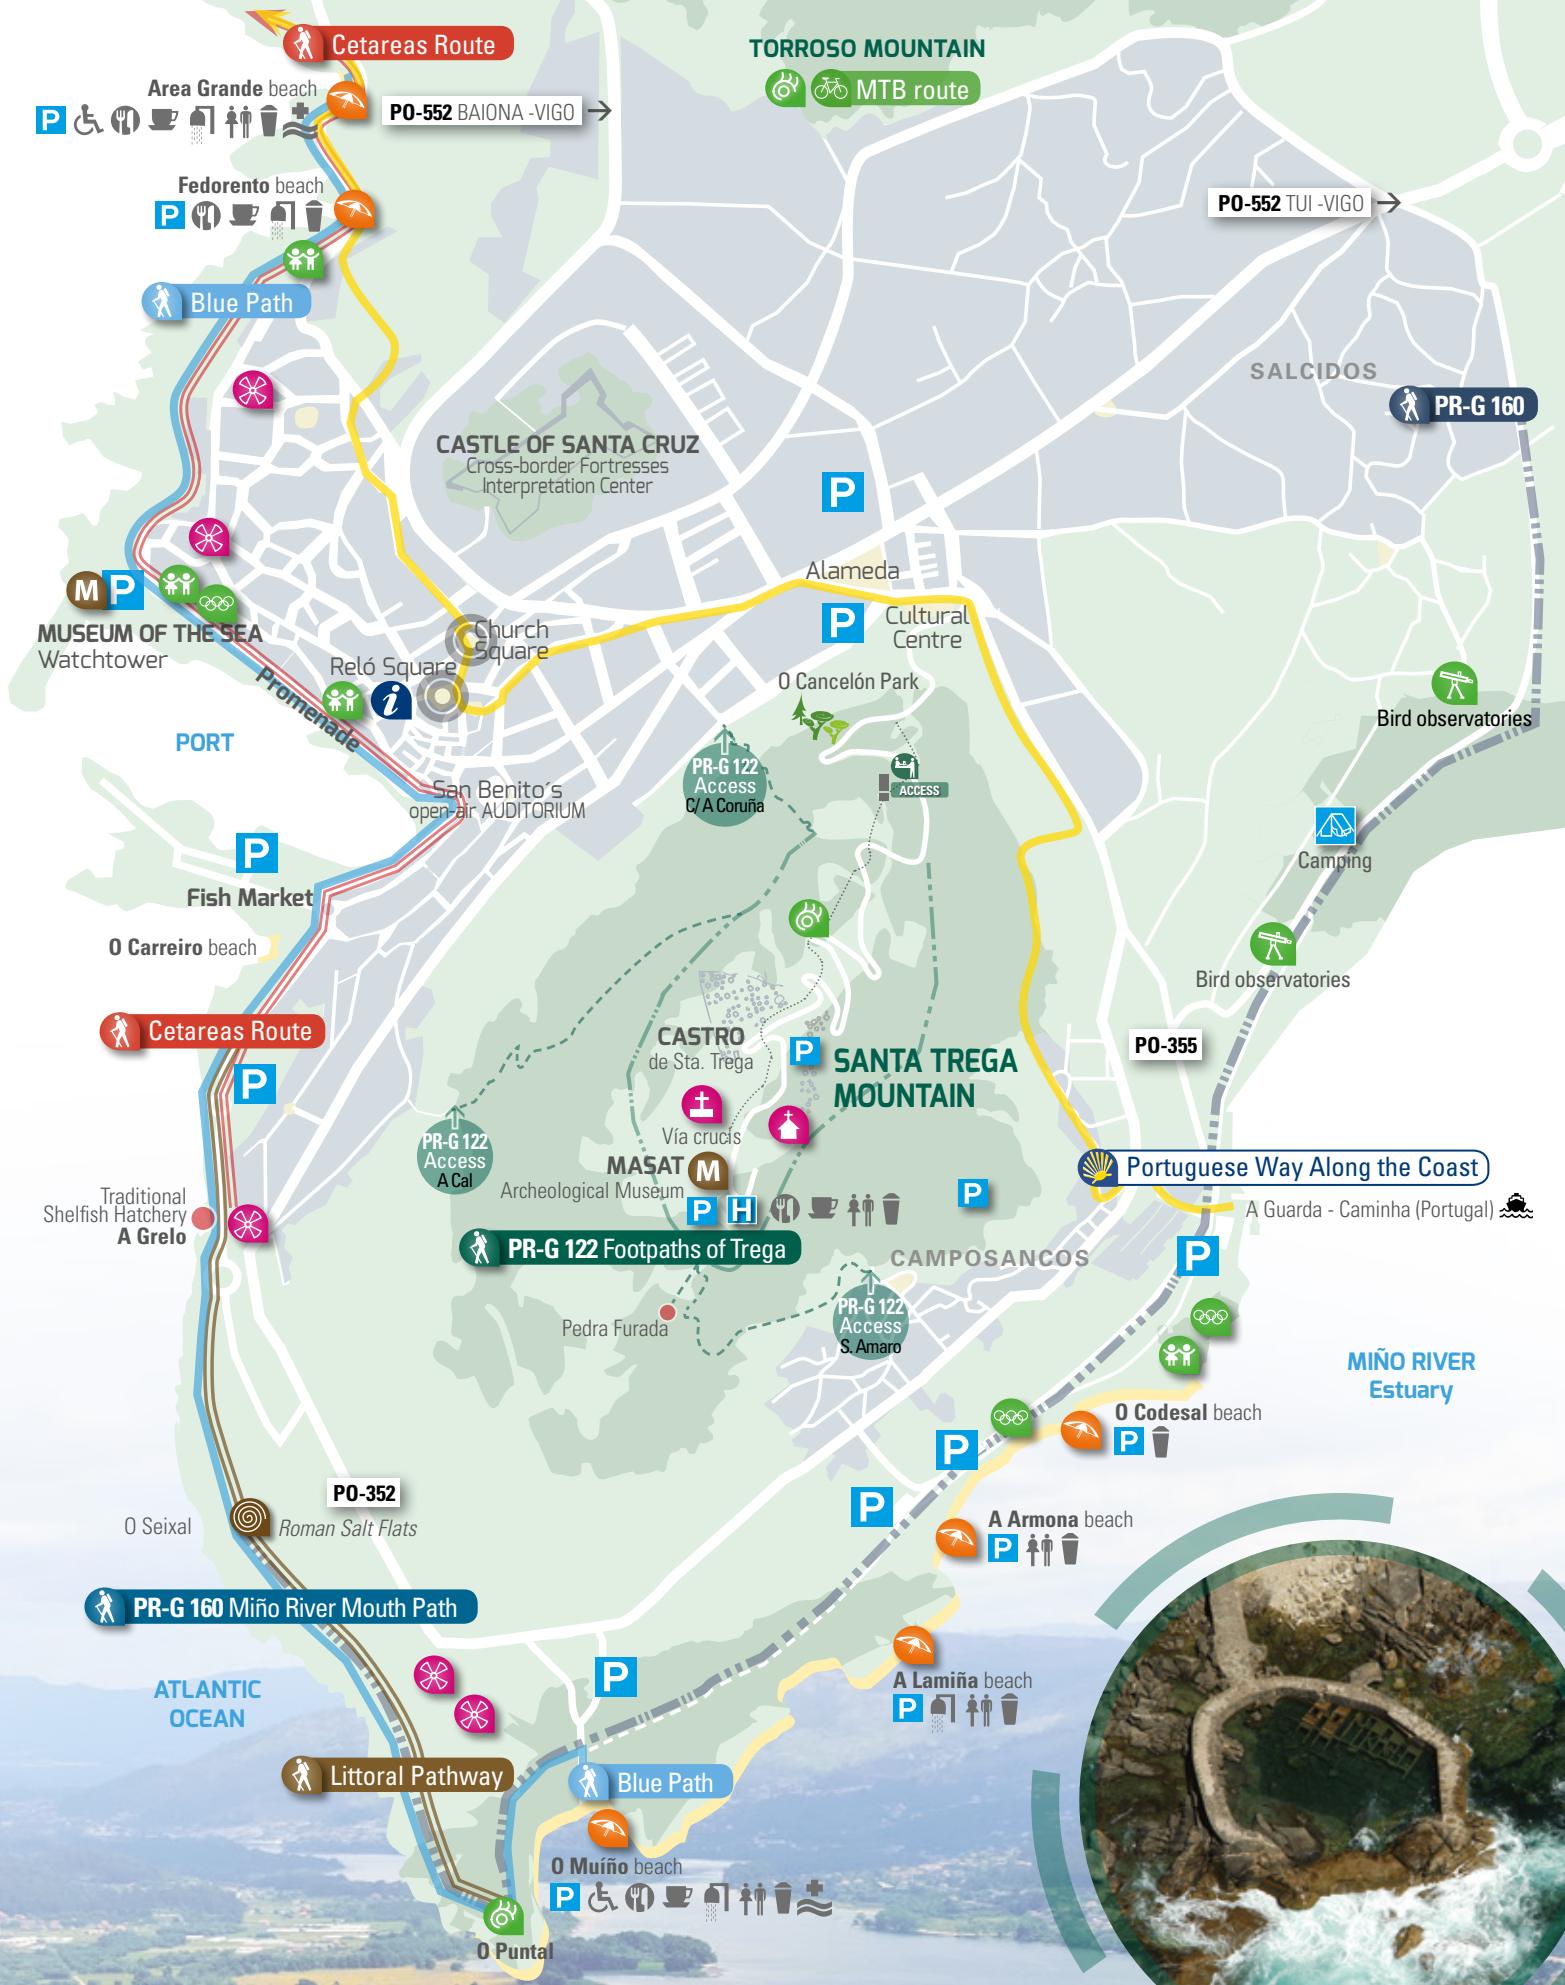 Cetareas Route
TORROSO MOUNTAIN
MTB route
Area Grande beach
P
PO-552 BAIONA -VIGO
Fedorento beach
P
PO-552 TUI -VIGO
Blue Path
SALCIDOS
PR-G 160
CASTLE OF SANTA CRUZ
Cross-border Fortresses
Interpretation Center
P
Alameda
M P
MUSEUM OF THE SEA
Watchtower
P
Cultural
Centre
Church
Square
Reló Square
i
Promenade
O Cancelón Park
Bird observatories
PORT
PR-G 122
Access
C/ A Coruña
ACCESS
San Benito´s
open-air AUDITORIUM
P
Fish Market
Camping
O Carreiro beach
Bird observatories
Cetareas Route
P
CASTRO
de Sta. Trega
P
SANTA TREGA
MOUNTAIN
PO-355
Vía crucis
PR-G 122
Access
A Cal
MASAT
M
Archeological Museum
P H
P
Portuguese Way Along the Coast
A Guarda - Caminha (Portugal)
Traditional
Shelfish Hatchery
A Grelo
PR-G 122 Footpaths of Trega
CAMPOSANCOS
P
Pedra Furada
PR-G 122
Access
S. Amaro
MIÑO RIVER
Estuary
O Codesal beach
P
P
PO-352
P
O Seixal
Roman Salt Flats
A Armona beach
P
PR-G 160 Miño River Mouth Path
P
A Lamiña beach
P
ATLANTIC
OCEAN
Littoral Pathway
Blue Path
O Muíño beach
P
O Puntal